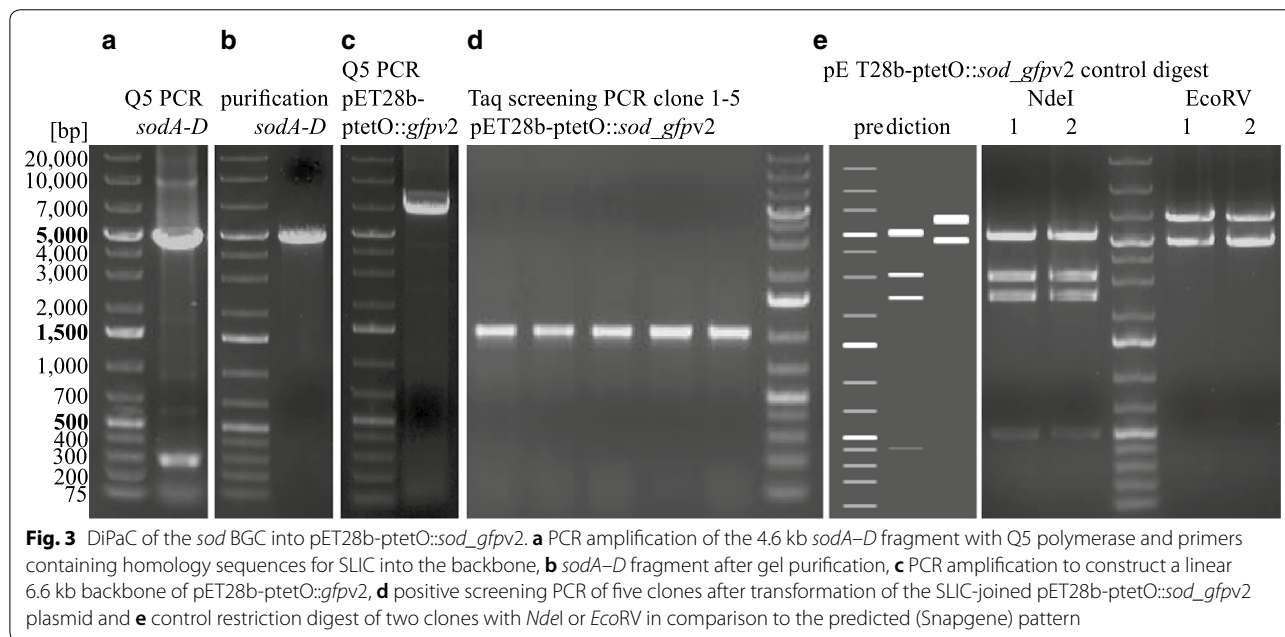 a
b
c
d
e
Q5 PCR
sodA-D
purification
sodA-D
Q5 PCR
pET28b-
ptetO::gfpv2
Taq screening PCR clone 1-5
pET28b-ptetO::sod_gfpv2
pE T28b-ptetO::sod_gfpv2 control digest
NdeI
EcoRV
prediction
1
2
1
2
[bp]
20,000
10,000
7,000
5,000
4,000
3,000
2,000
1,500
1,000
700
500
400
300
200
75
Fig. 3 DiPaC of the sod BGC into pET28b-ptetO::sod_gfpv2. a PCR amplification of the 4.6 kb sodA–D fragment with Q5 polymerase and primers
containing homology sequences for SLIC into the backbone, b sodA–D fragment after gel purification, c PCR amplification to construct a linear
6.6 kb backbone of pET28b-ptetO::gfpv2, d positive screening PCR of five clones after transformation of the SLIC-joined pET28b-ptetO::sod_gfpv2
plasmid and e control restriction digest of two clones with NdeI or EcoRV in comparison to the predicted (Snapgene) pattern